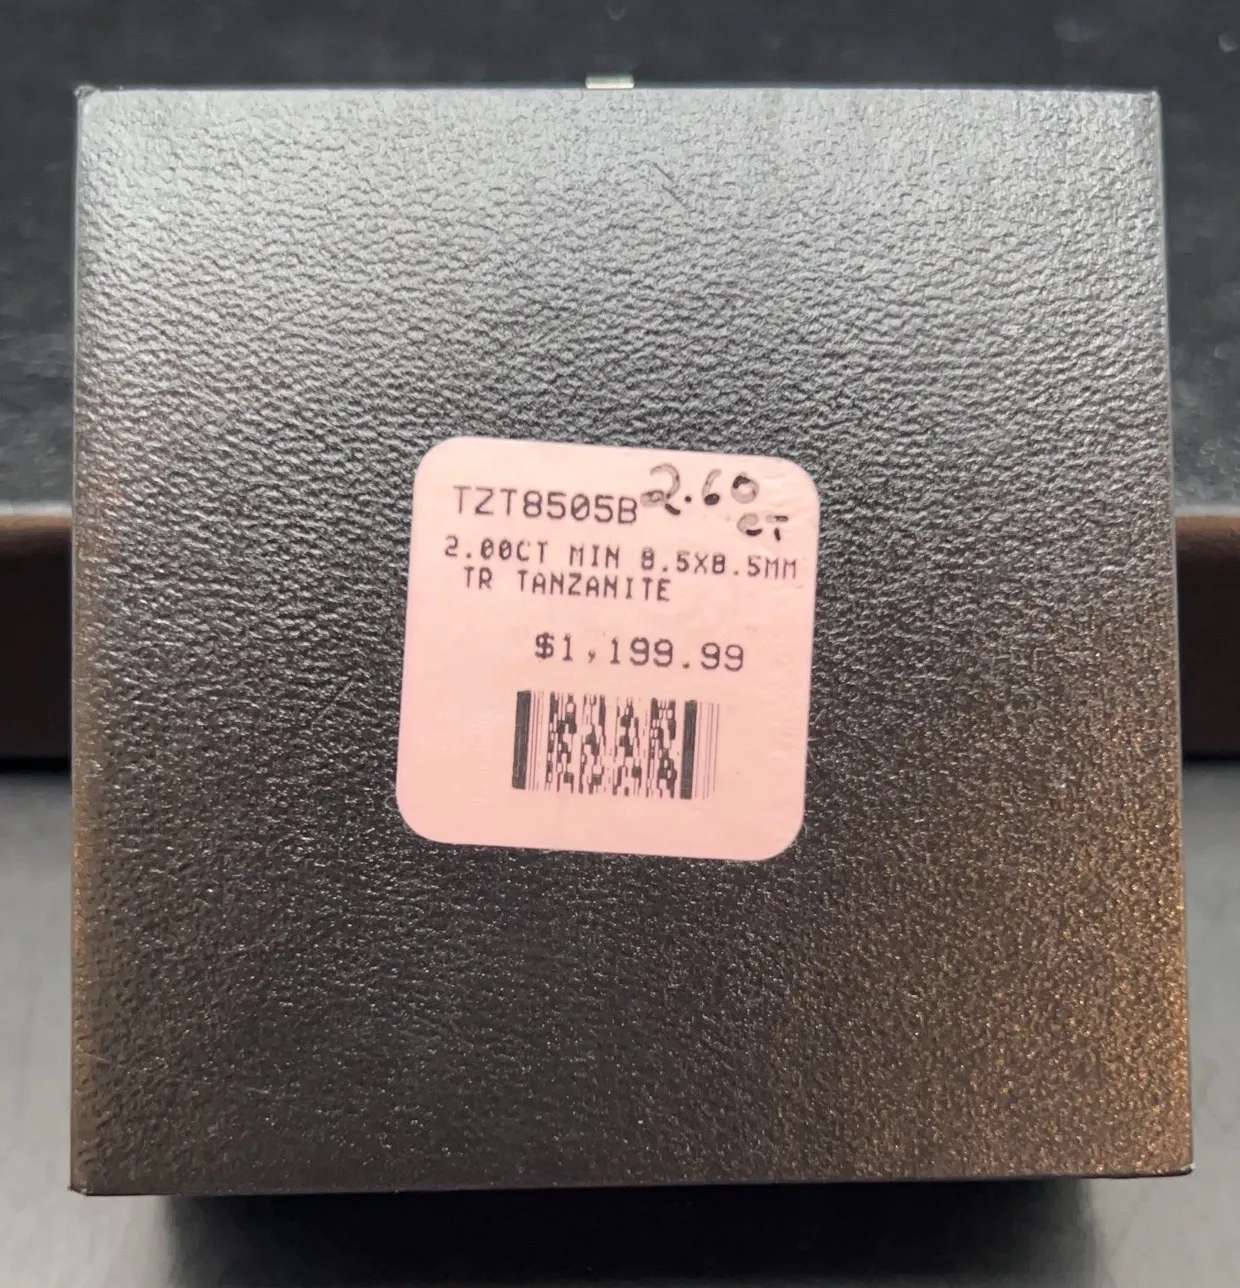 TZT8505B 2.60
CT
2.00CT MIN 8.5X8.5MM
TR TANZANITE
$1,199.99